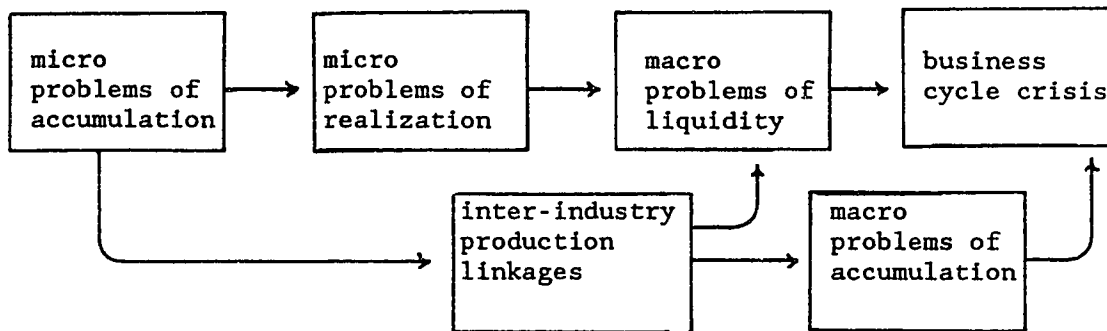 micro
problems of
accumulation
micro
problems of
realization
macro
problems of
liquidity
business
cycle crisis
inter-industry
production
linkages
macro
problems of
accumulation